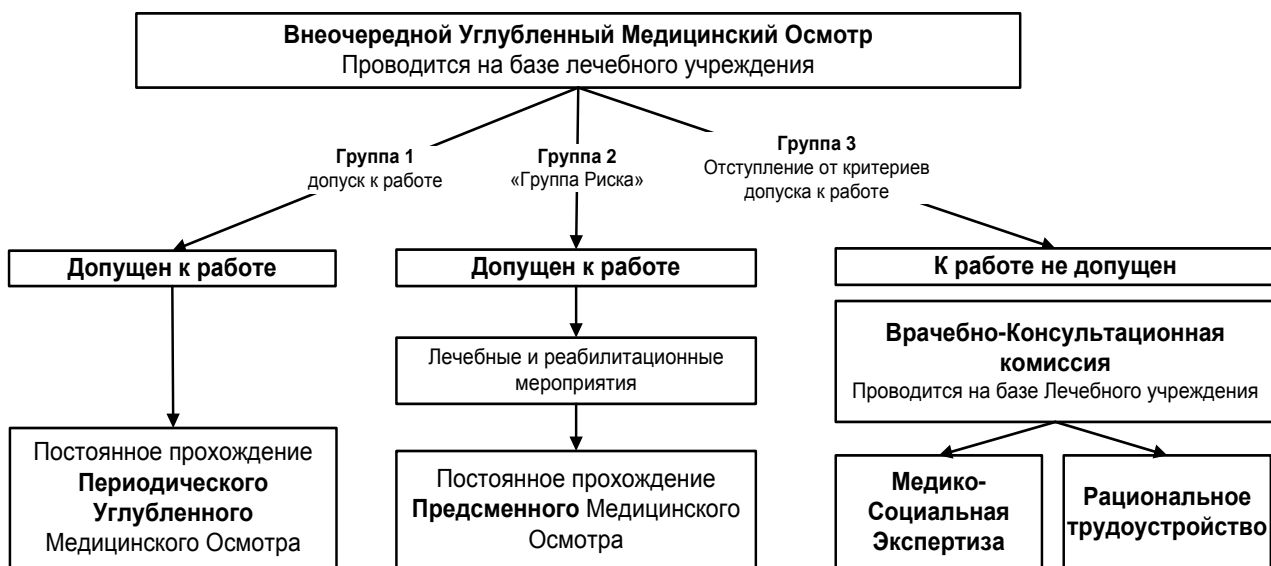 Внеочередной Углубленный Медицинский Осмотр
Проводится на базе лечебного учреждения
Группа 1
допуск к работе
Группа 2
«Группа Риска»
Группа 3
Отступление от критериев
допуска к работе
Допущен к работе
Допущен к работе
К работе не допущен
Лечебные и реабилитационные
мероприятия
Врачебно-Консультационная
комиссия
Проводится на базе Лечебного учреждения
Постоянное прохождение
Периодического
Углубленного
Медицинского Осмотра
Постоянное прохождение
Предсменного Медицинского
Осмотра
Медико-
Социальная
Экспертиза
Рациональное
трудоустройство